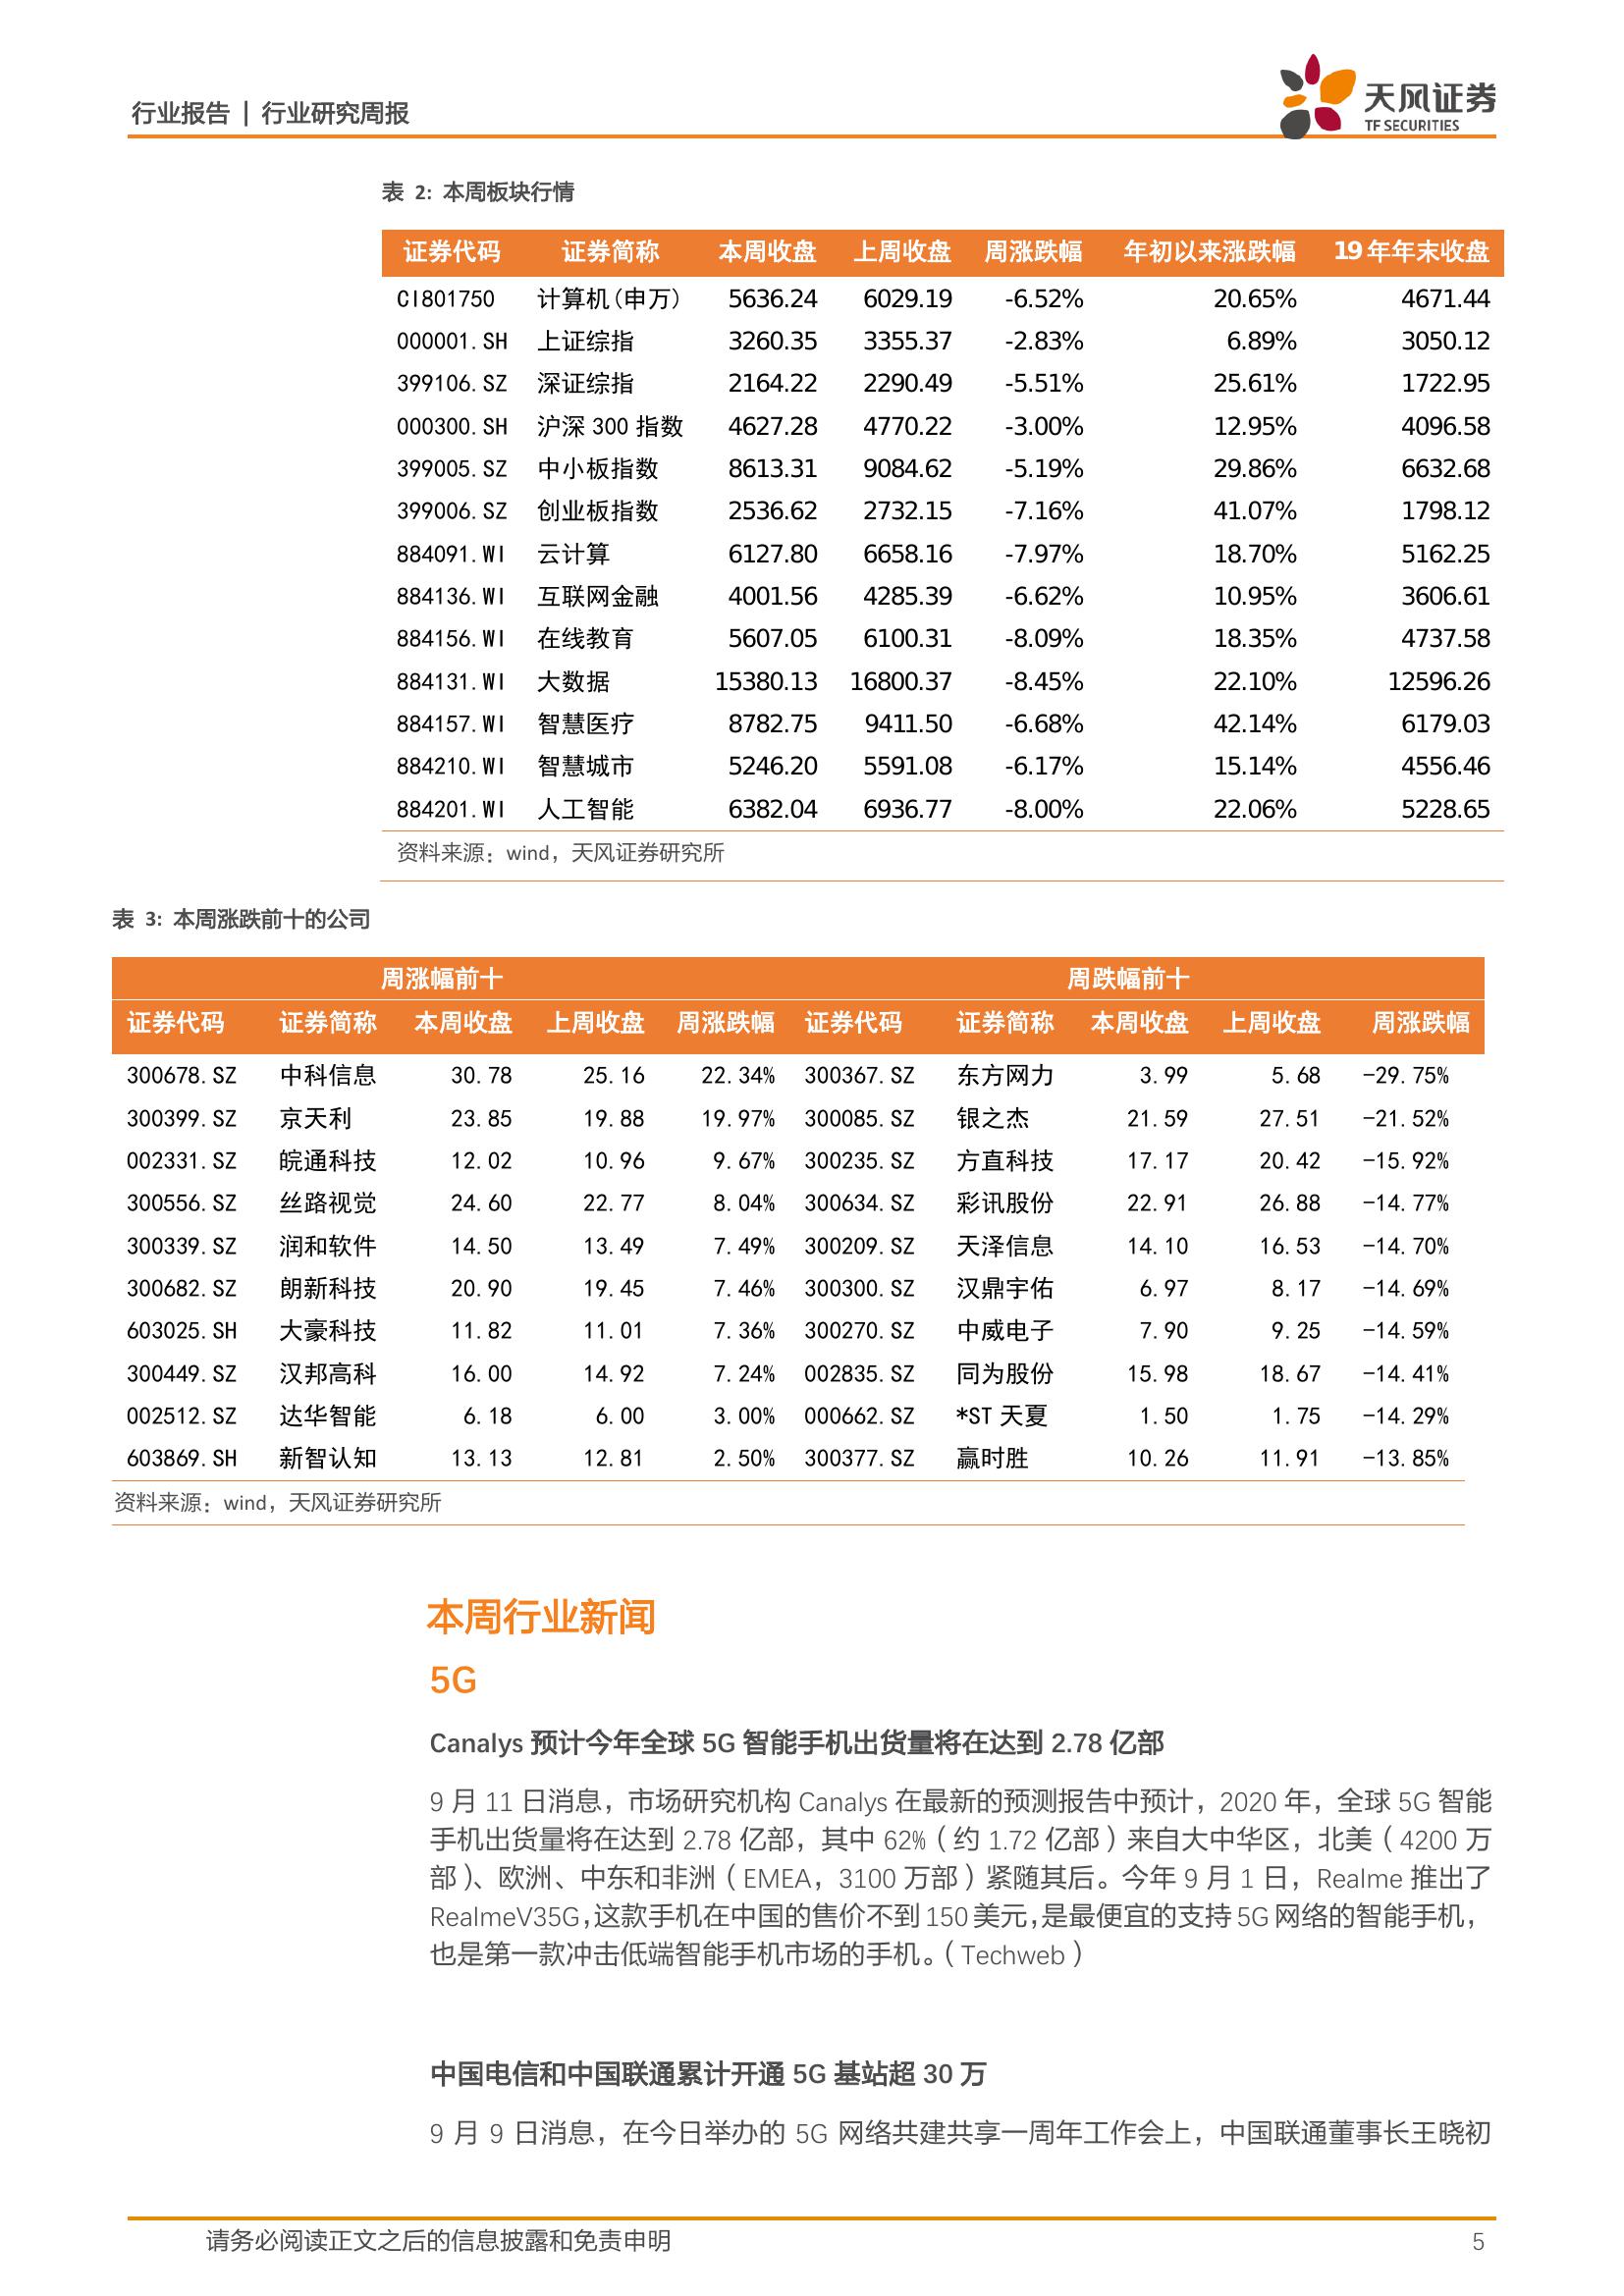 行业报告 | 行业研究周报
天风证券
TF SECURITIES
表 2: 本周板块行情
证券代码 证券简称 本周收盘 上周收盘 周涨跌幅 年初以来涨跌幅 19年年末收盘
CI801750 计算机(申万) 5636.24 6029.19 -6.52% 20.65% 4671.44
000001.SH 上证综指 3260.35 3355.37 -2.83% 6.89% 3050.12
399106.SZ 深证综指 2164.22 2290.49 -5.51% 25.61% 1722.95
000300.SH 沪深 300 指数 4627.28 4770.22 -3.00% 12.95% 4096.58
399005.SZ 中小板指数 8613.31 9084.62 -5.19% 29.86% 6632.68
399006.SZ 创业板指数 2536.62 2732.15 -7.16% 41.07% 1798.12
884091.WI 云计算 6127.80 6658.16 -7.97% 18.70% 5162.25
884136.WI 互联网金融 4001.56 4285.39 -6.62% 10.95% 3606.61
884156.WI 在线教育 5607.05 6100.31 -8.09% 18.35% 4737.58
884131.WI 大数据 15380.13 16800.37 -8.45% 22.10% 12596.26
884157.WI 智慧医疗 8782.75 9411.50 -6.68% 42.14% 6179.03
884210.WI 智慧城市 5246.20 5591.08 -6.17% 15.14% 4556.46
884201.WI 人工智能 6382.04 6936.77 -8.00% 22.06% 5228.65
资料来源：wind，天风证券研究所
表 3: 本周涨跌前十的公司
周涨幅前十 周跌幅前十
证券代码 证券简称 本周收盘 上周收盘 周涨跌幅 证券代码 证券简称 本周收盘 上周收盘 周涨跌幅
300678.SZ 中科信息 30.78 25.16 22.34% 300367.SZ 东方网力 3.99 5.68 -29.75%
300399.SZ 京天利 23.85 19.88 19.97% 300085.SZ 银之杰 21.59 27.51 -21.52%
002331.SZ 皖通科技 12.02 10.96 9.67% 300235.SZ 方直科技 17.17 20.42 -15.92%
300556.SZ 丝路视觉 24.60 22.77 8.04% 300634.SZ 彩讯股份 22.91 26.88 -14.77%
300339.SZ 润和软件 14.50 13.49 7.49% 300209.SZ 天泽信息 14.10 16.53 -14.70%
300682.SZ 朗新科技 20.90 19.45 7.46% 300300.SZ 汉鼎宇佑 6.97 8.17 -14.69%
603025.SH 大豪科技 11.82 11.01 7.36% 300270.SZ 中威电子 7.90 9.25 -14.59%
300449.SZ 汉邦高科 16.00 14.92 7.24% 002835.SZ 同为股份 15.98 18.67 -14.41%
002512.SZ 达华智能 6.18 6.00 3.00% 000662.SZ *ST 天夏 1.50 1.75 -14.29%
603869.SH 新智认知 13.13 12.81 2.50% 300377.SZ 赢时胜 10.26 11.91 -13.85%
资料来源：wind，天风证券研究所
本周行业新闻
5G
Canalys 预计今年全球 5G 智能手机出货量将在达到 2.78 亿部
9 月 11 日消息，市场研究机构 Canalys 在最新的预测报告中预计，2020 年，全球 5G 智能
手机出货量将在达到 2.78 亿部，其中 62%（约 1.72 亿部）来自大中华区，北美（4200 万
部）、欧洲、中东和非洲（EMEA，3100 万部）紧随其后。今年 9 月 1 日，Realme 推出了
RealmeV35G，这款手机在中国的售价不到 150 美元，是最便宜的支持 5G 网络的智能手机，
也是第一款冲击低端智能手机市场的手机。（Techweb）
中国电信和中国联通累计开通 5G 基站超 30 万
9 月 9 日消息，在今日举办的 5G 网络共建共享一周年工作会上，中国联通董事长王晓初
请务必阅读正文之后的信息披露和免责申明 5